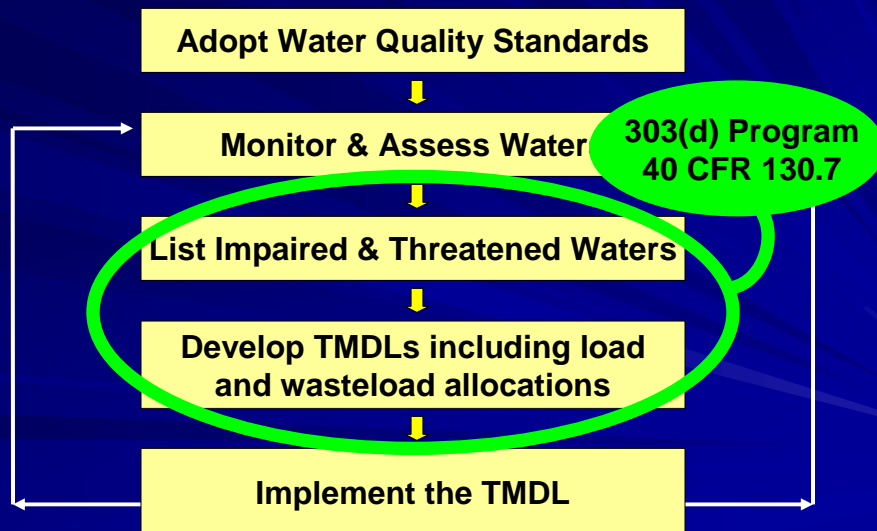 Adopt Water Quality Standards
Monitor & Assess Water
303(d) Program
40 CFR 130.7
List Impaired & Threatened Waters
Develop TMDLs including load
and wasteload allocations
Implement the TMDL